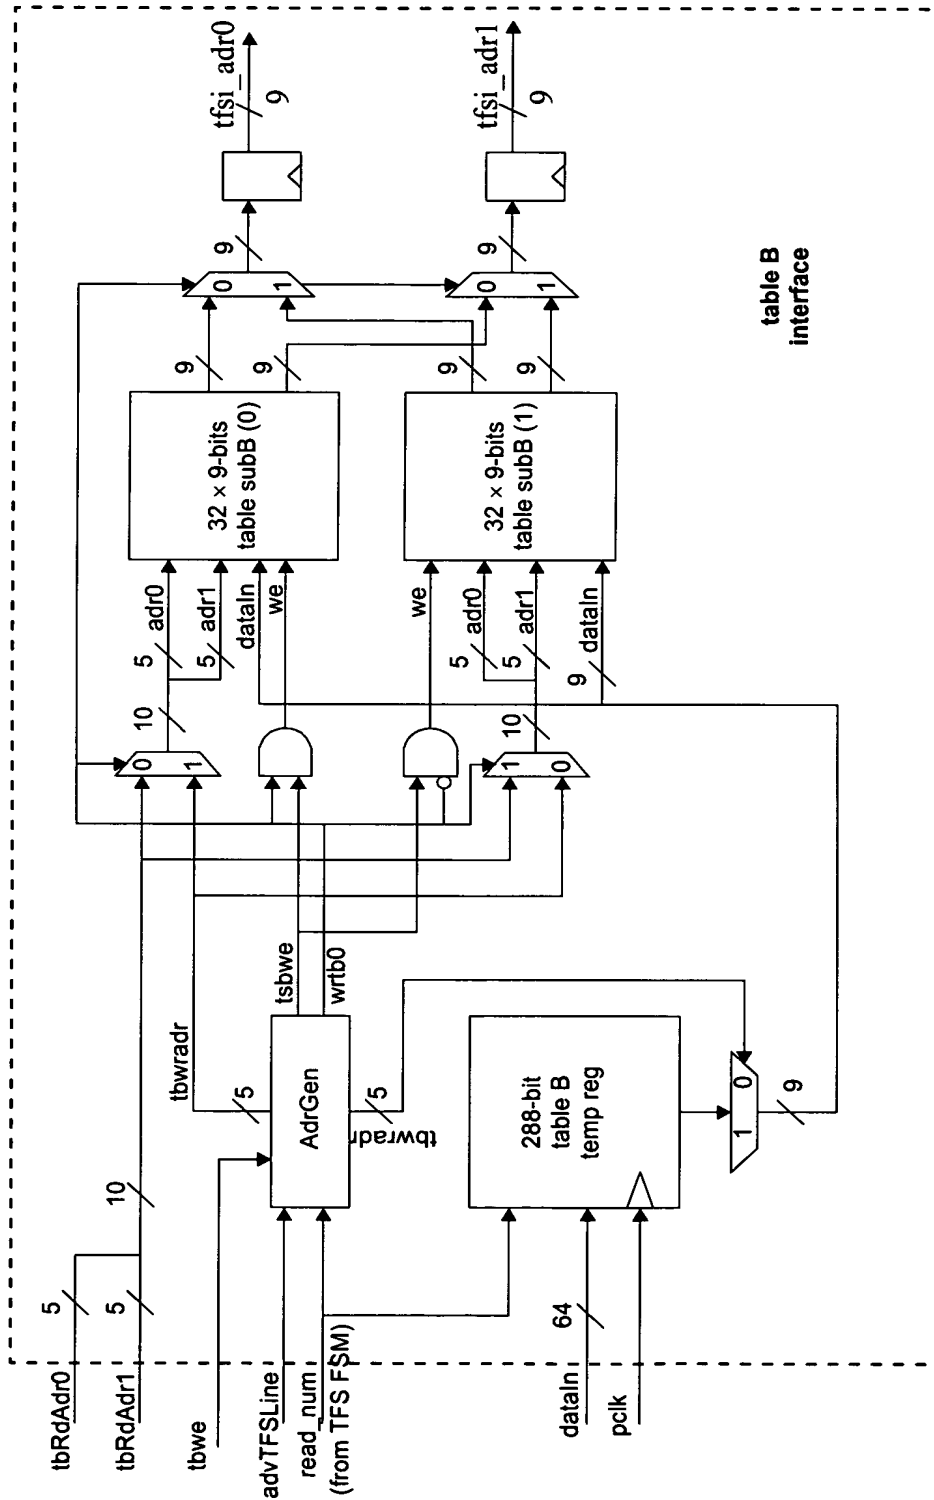 tbRdAdr0
5
tbRdAdr1
5
10
tbwe
advTFSLine
read_num
(from TFS FSM)
dataIn
64
pclk
AdrGen
tbwradr
5
5
tbwradr
tsbwe
wrtb0
288-bit
table B
temp reg
1
0
9
0
1
10
5
adr0
5
adr1
dataIn
we
32 × 9-bits
table subB (0)
9
9
we
5
adr0
5
adr1
9
dataIn
1
0
10
32 × 9-bits
table subB (1)
9
9
0
1
9
tfsi_adr0
9
0
1
9
tfsi_adr1
9
table B
interface